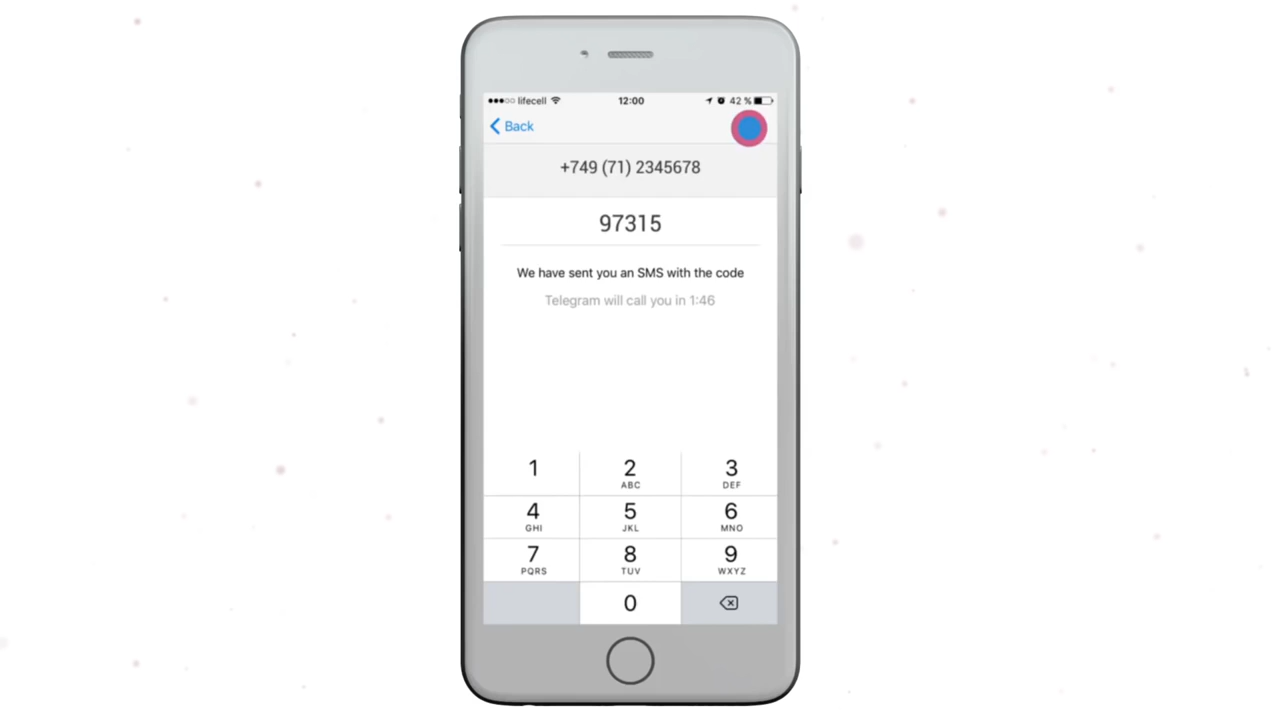 lifecell 12:00 42 %
Back
+749 (71) 2345678
97315
We have sent you an SMS with the code
Telegram will call you in 1:46
1 2 3
ABC DEF
4 5 6
GHI JKL MNO
7 8 9
PQRS TUV WXYZ
0